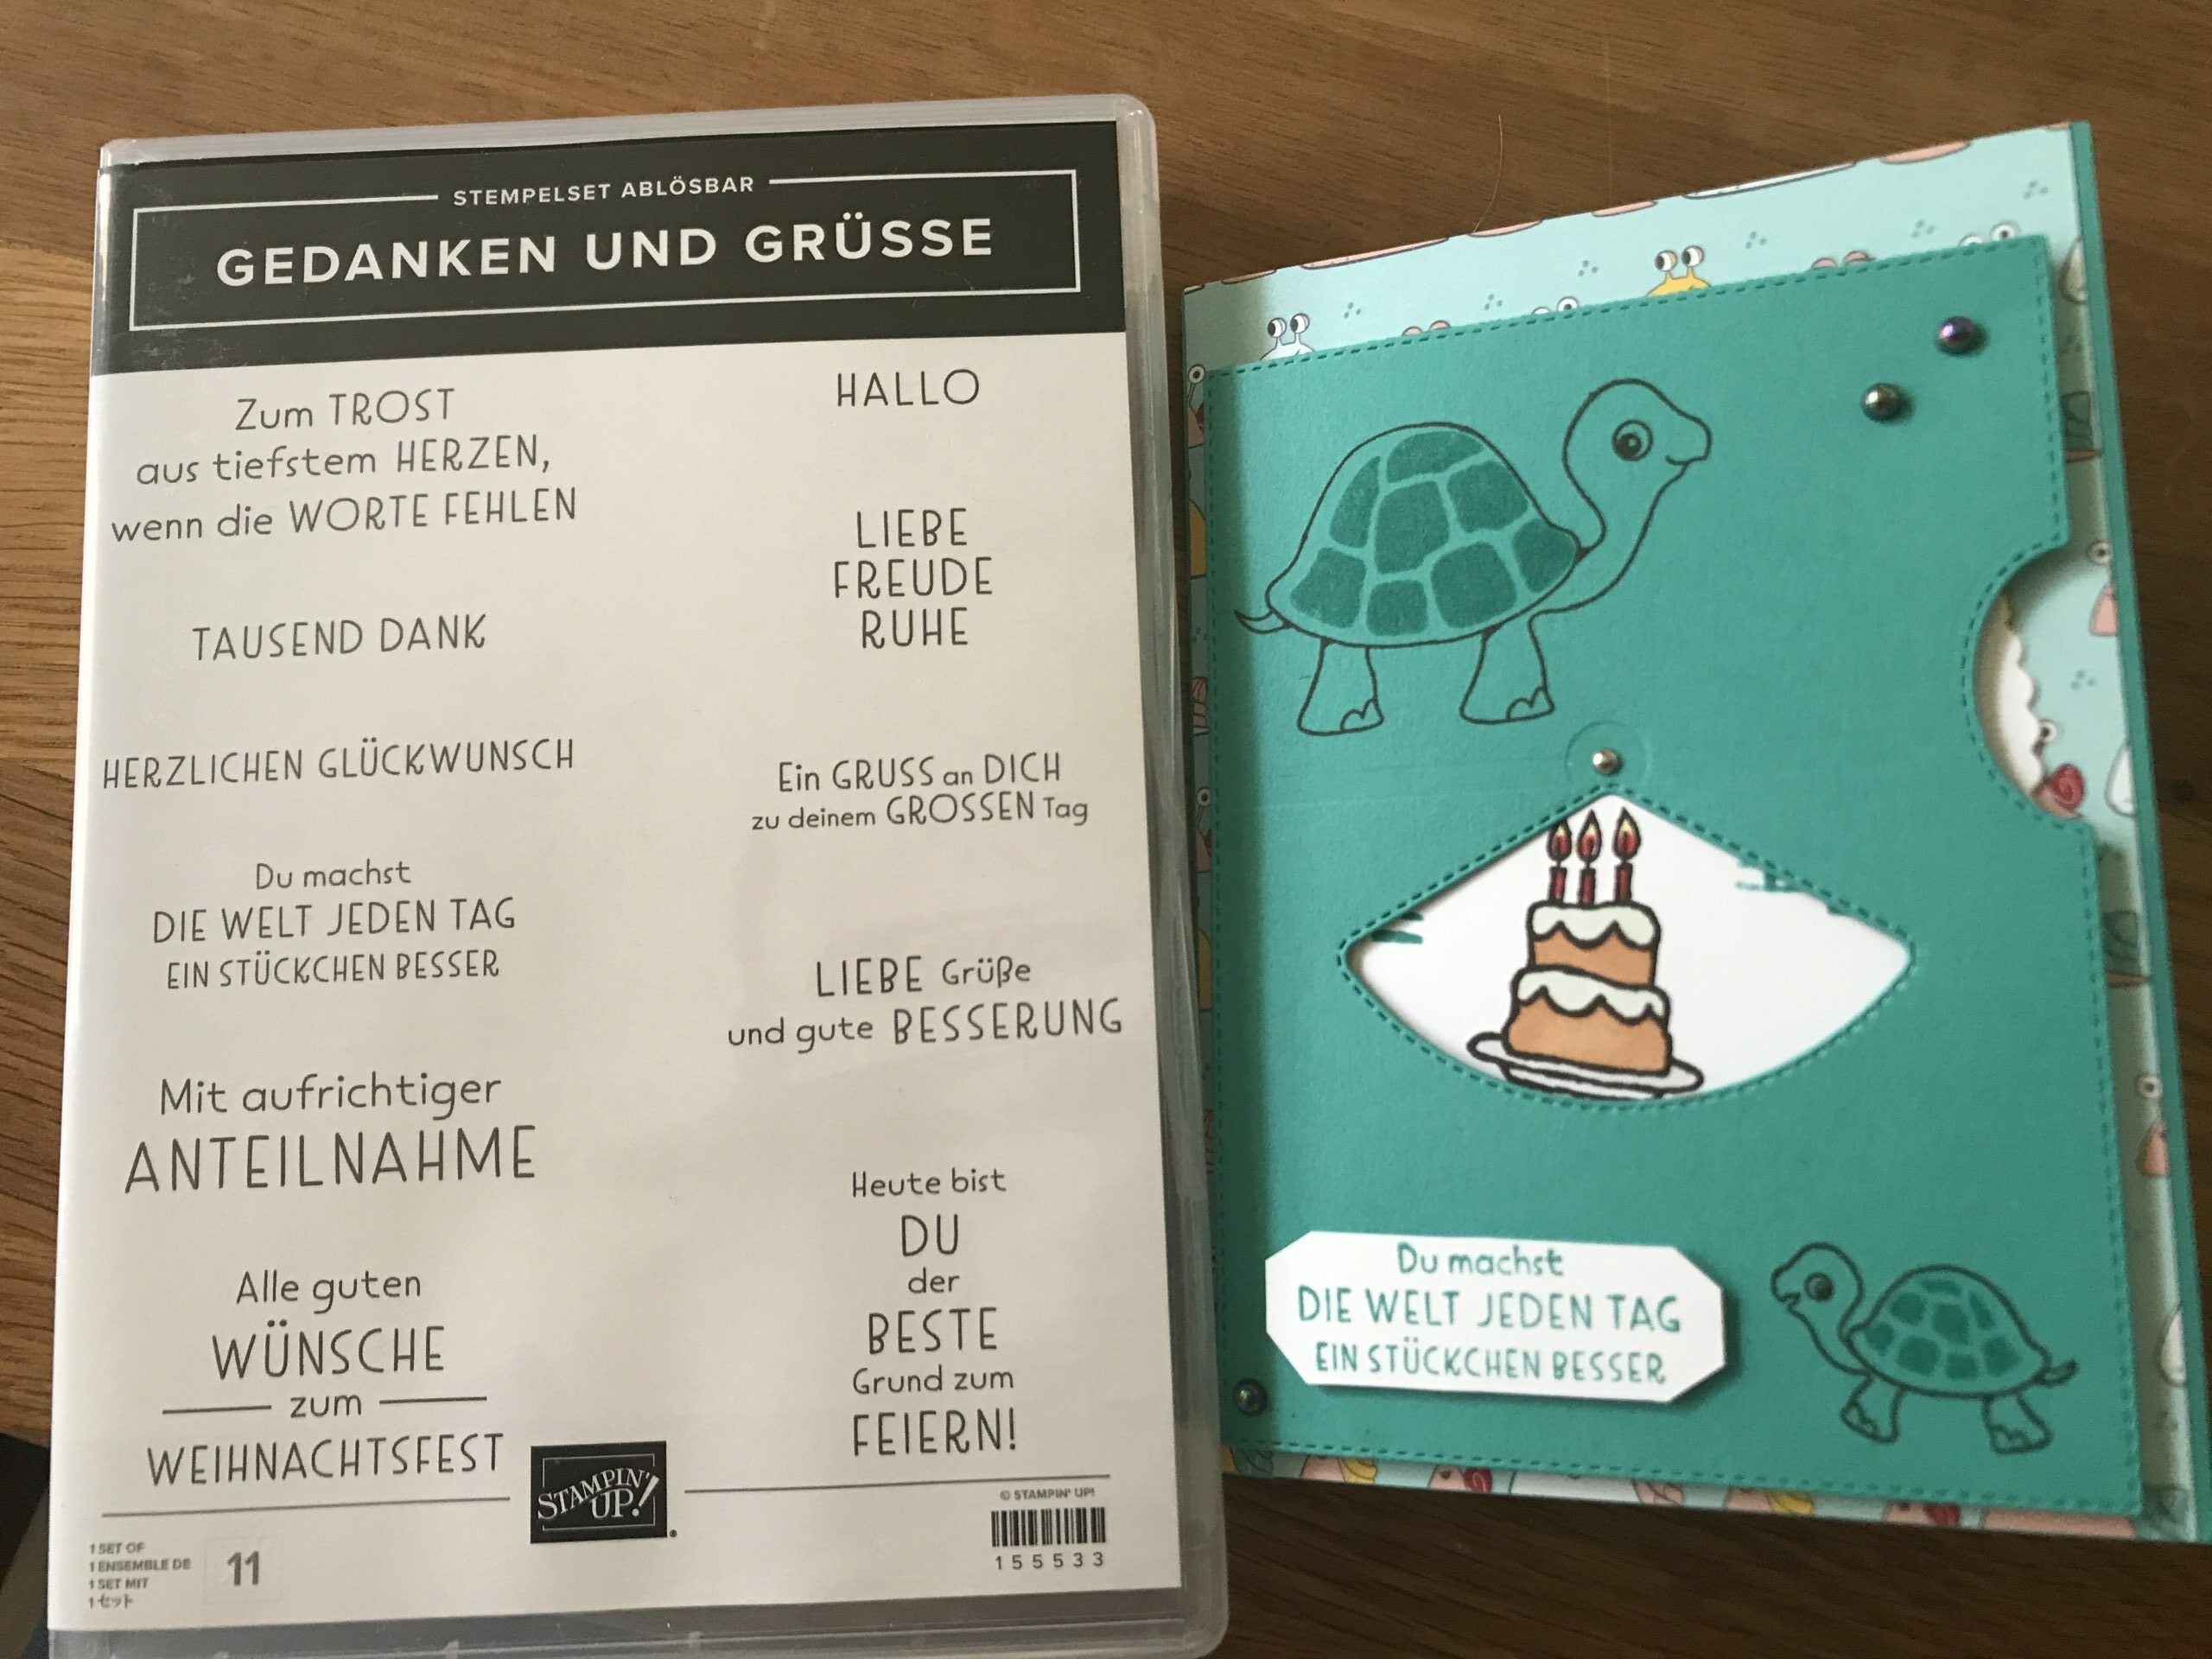 STEMPELSET ABLÖSBAR
GEDANKEN UND GRÜSSE
Zum TROST
aus tiefstem HERZEN,
wenn die WORTE FEHLEN
TAUSEND DANK
HERZLICHEN GLÜCKWUNSCH
Du machst
DIE WELT JEDEN TAG
EIN STÜCKCHEN BESSER
Mit aufrichtiger
ANTEILNAHME
Alle guten
WÜNSCHE
zum
WEIHNACHTSFEST
HALLO
LIEBE
FREUDE
RUHE
Ein GRUSS an DICH
zu deinem GROSSEN Tag
LIEBE Grüße
und gute BESSERUNG
Heute bist
DU
der
BESTE
Grund zum
FEIERN!
STAMPIN'
UP!
© STAMPIN' UP!
155533
1 SET OF
1 ENSEMBLE DE
1 SET MIT
1セット
11
Du machst
DIE WELT JEDEN TAG
EIN STÜCKCHEN BESSER